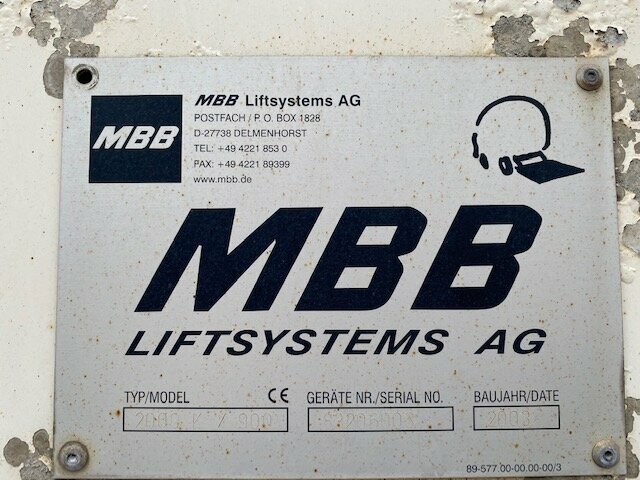 MBB
MBB Liftsystems AG
POSTFACH / P. O. BOX 1828
D-27738 DELMENHORST
TEL: +49 4221 853 0
FAX: +49 4221 89399
www.mbb.de
MBB
LIFTSYSTEMS AG
TYP/MODEL CE GERÄTE NR./SERIAL NO. BAUJAHR/DATE
2003
89-577.00-00.00-00/3